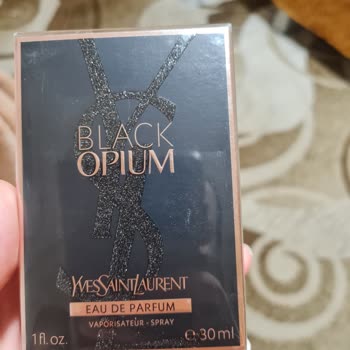 BLACK
OPIUM
YVESSAINTLAURENT
EAU DE PARFUM
VAPORISATEUR - SPRAY
1fl.oz. e30ml